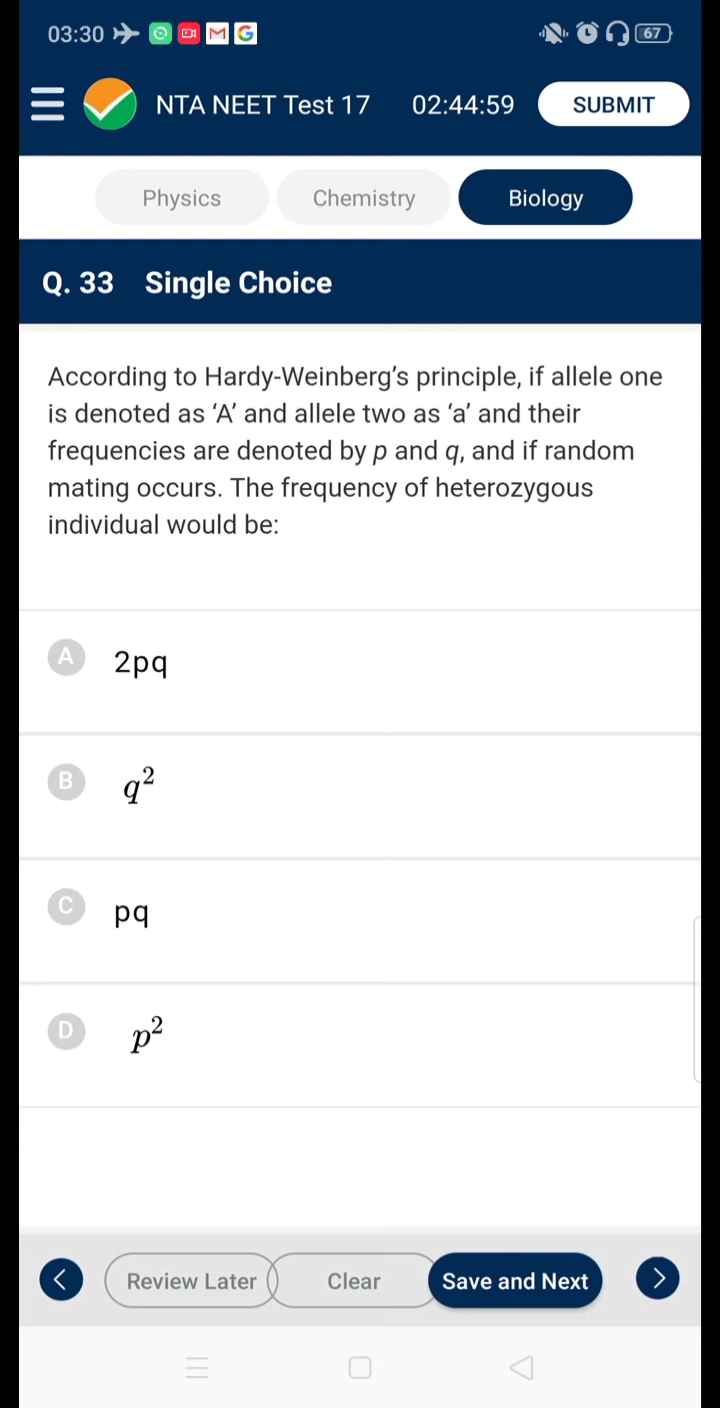 03:30
67
NTA NEET Test 17 02:44:59 SUBMIT
Physics Chemistry Biology
Q. 33 Single Choice
According to Hardy-Weinberg’s principle, if allele one
is denoted as ‘A’ and allele two as ‘a’ and their
frequencies are denoted by p and q, and if random
mating occurs. The frequency of heterozygous
individual would be:
A 2pq
B q²
C pq
D p²
Review Later Clear Save and Next